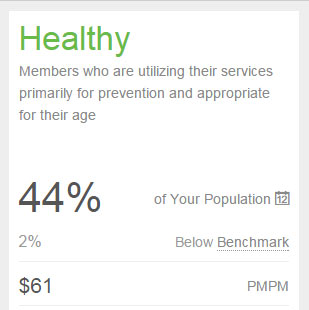 Healthy
Members who are utilizing their services
primarily for prevention and appropriate
for their age
44% of Your Population 12
2% Below Benchmark
$61 PMPM